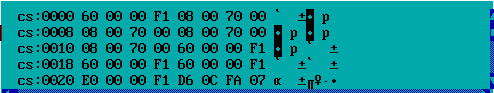 cs:0000 60 00 00 F1 08 00 70 00 `  ±◘ p
cs:0008 08 00 70 00 08 00 70 00 ◘ p ◘ p
cs:0010 08 00 70 00 60 00 00 F1 ◘ p `  ±
cs:0018 60 00 F1 60 00 00 F1 `  ±`  ±
cs:0020 E0 00 00 F1 D6 0C FA 07 α  ±╓♀·•